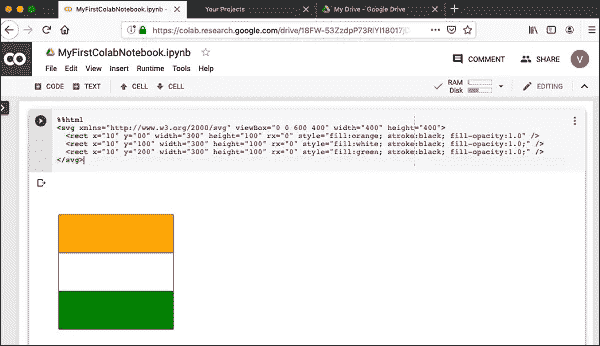 MyFirstColabNotebook.ipynb -
Your Projects
My Drive - Google Drive
https://colab.research.google.com/drive/
MyFirstColabNotebook.ipynb
COMMENT
SHARE
V
File Edit View Insert Runtime Tools Help
CODE TEXT CELL CELL
RAM
Disk
EDITING
%%html
<svg xmlns="http://www.w3.org/2000/svg" viewBox="0 0 600 400" width="400" height="400">
<rect x="10" y="00" width="300" height="100" rx="0" style="fill:orange; stroke:black; fill-opacity:1.0" />
<rect x="10" y="100" width="300" height="100" rx="0" style="fill:white; stroke:black; fill-opacity:1.0;" />
<rect x="10" y="200" width="300" height="100" rx="0" style="fill:green; stroke:black; fill-opacity:1.0;" />
</svg>